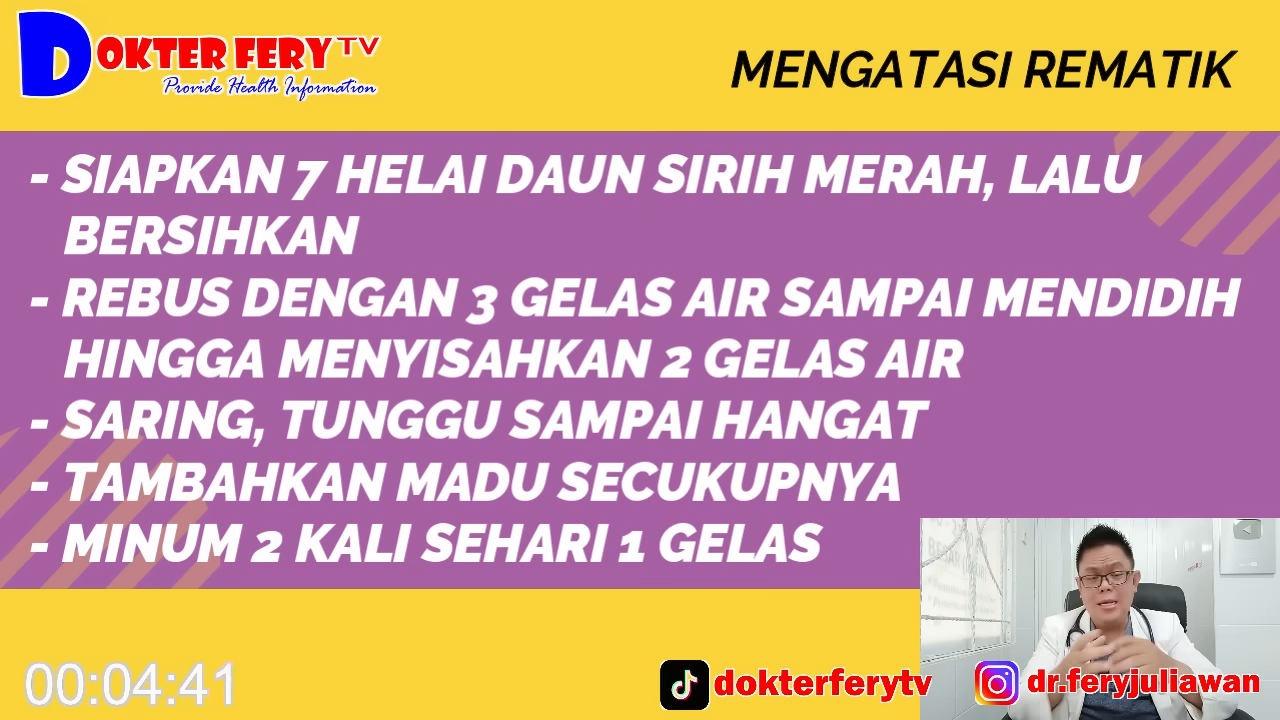 DOKTER FERY TV
Provide Health Information
MENGATASI REMATIK
- SIAPKAN 7 HELAI DAUN SIRIH MERAH, LALU
BERSIHKAN
- REBUS DENGAN 3 GELAS AIR SAMPAI MENDIDIH
HINGGA MENYISAHKAN 2 GELAS AIR
- SARING, TUNGGU SAMPAI HANGAT
- TAMBAHKAN MADU SECUKUPNYA
- MINUM 2 KALI SEHARI 1 GELAS
00:04:41
dokterferytv
dr.feryjuliawan